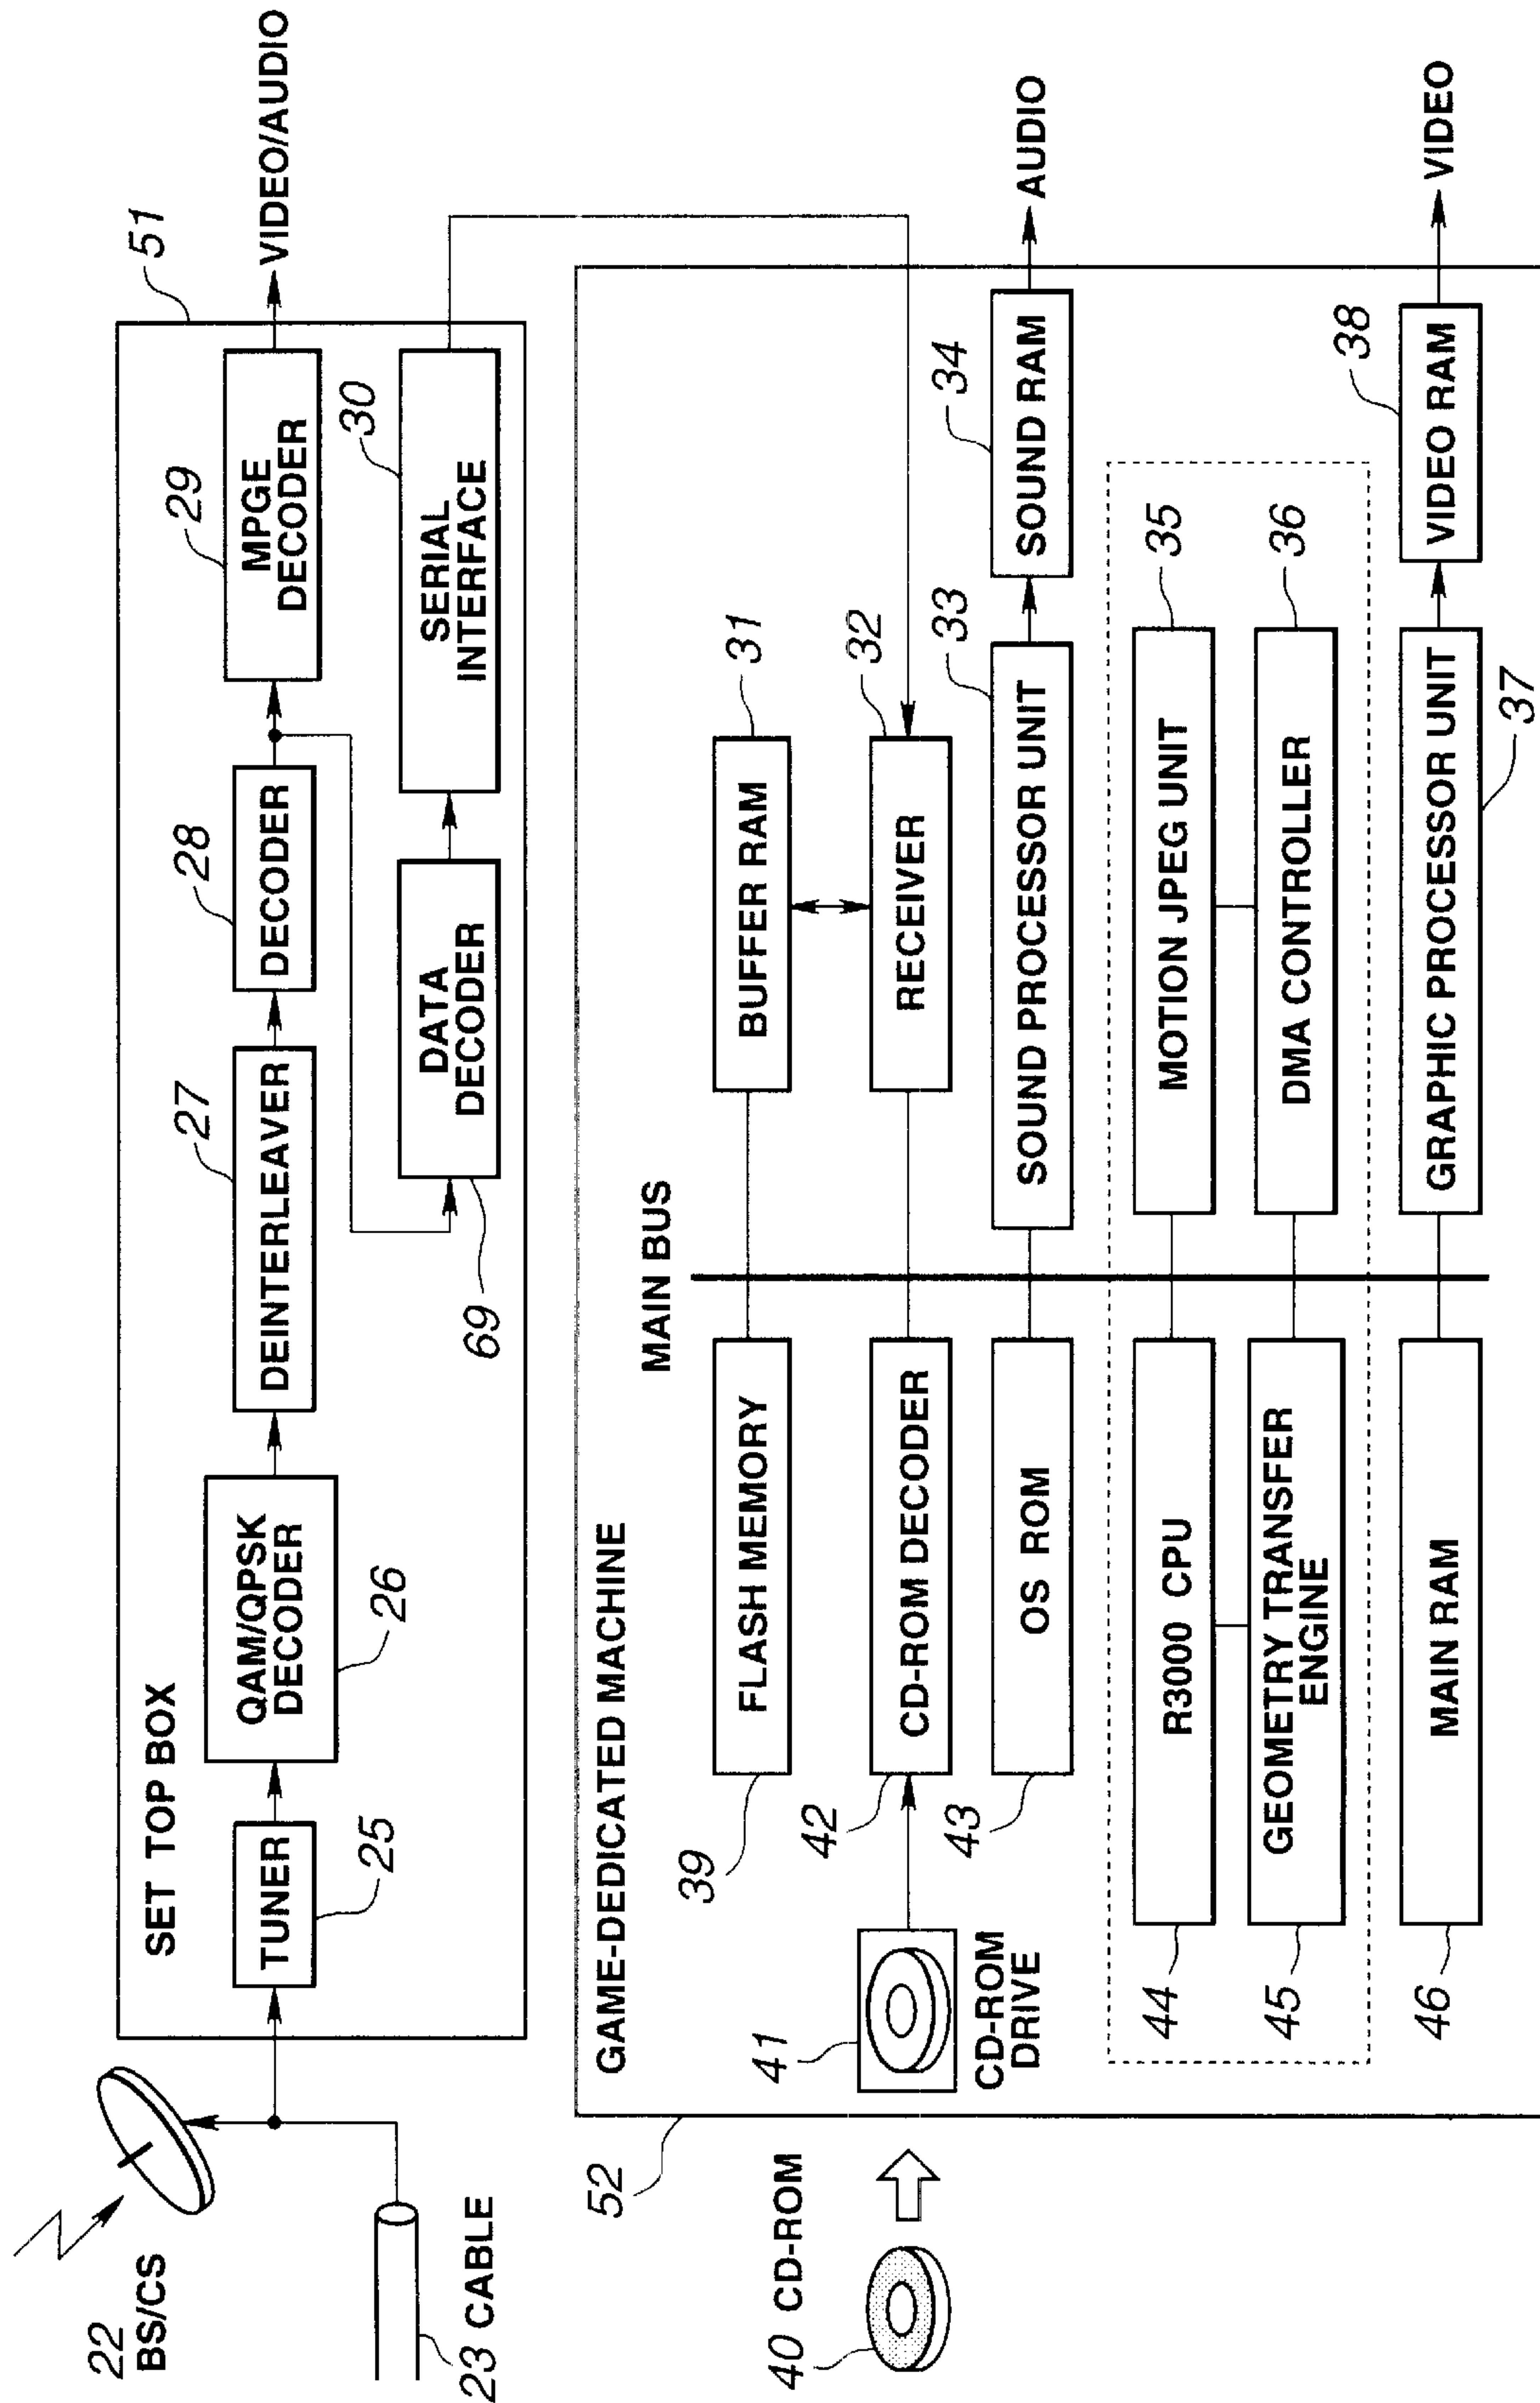 22
BS/CS
23 CABLE
SET TOP BOX
51
TUNER
25
QAM/QPSK
DECODER
26
DEINTERLEAVER
27
DECODER
28
MPGE
DECODER
29
VIDEO/AUDIO
DATA
DECODER
69
SERIAL
INTERFACE
30
GAME-DEDICATED MACHINE
52
MAIN BUS
40 CD-ROM
41
CD-ROM
DRIVE
FLASH MEMORY
39
BUFFER RAM
31
CD-ROM DECODER
42
RECEIVER
32
OS ROM
43
SOUND PROCESSOR UNIT
33
SOUND RAM
34
AUDIO
R3000 CPU
44
MOTION JPEG UNIT
35
GEOMETRY TRANSFER
ENGINE
45
DMA CONTROLLER
36
MAIN RAM
46
GRAPHIC PROCESSOR UNIT
37
VIDEO RAM
38
VIDEO